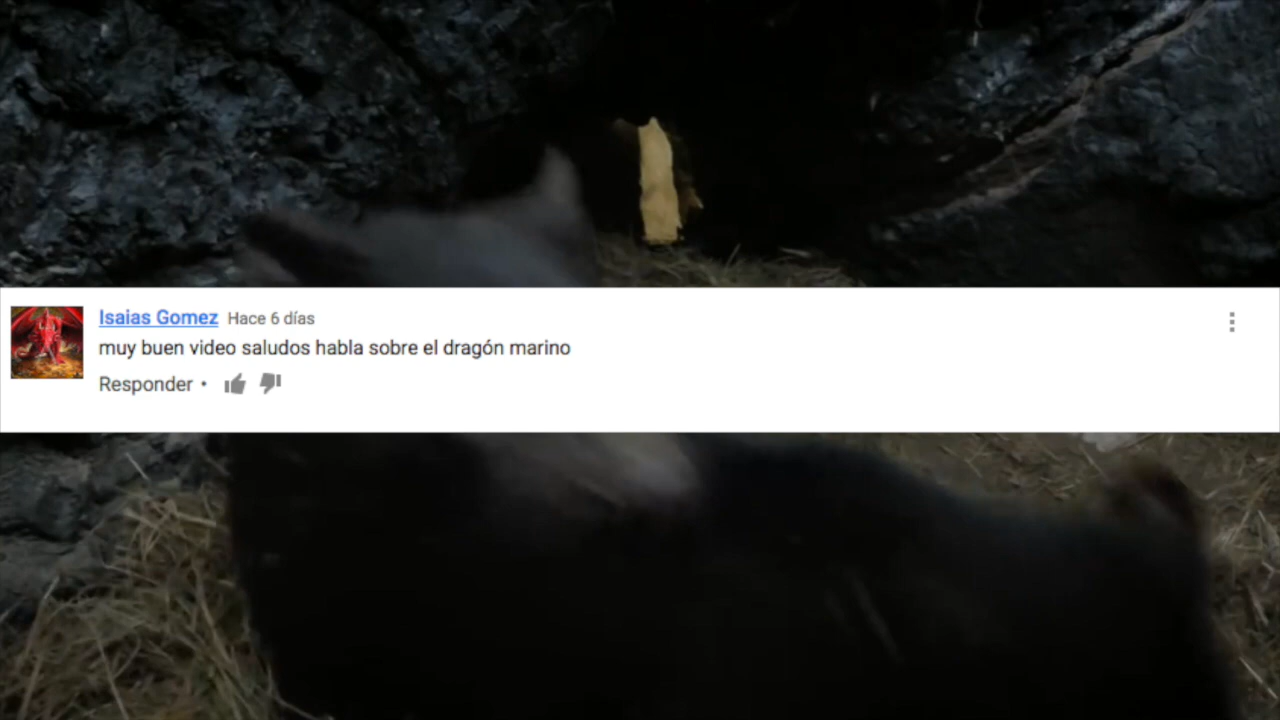 Isaias Gomez Hace 6 días
muy buen video saludos habla sobre el dragón marino
Responder •